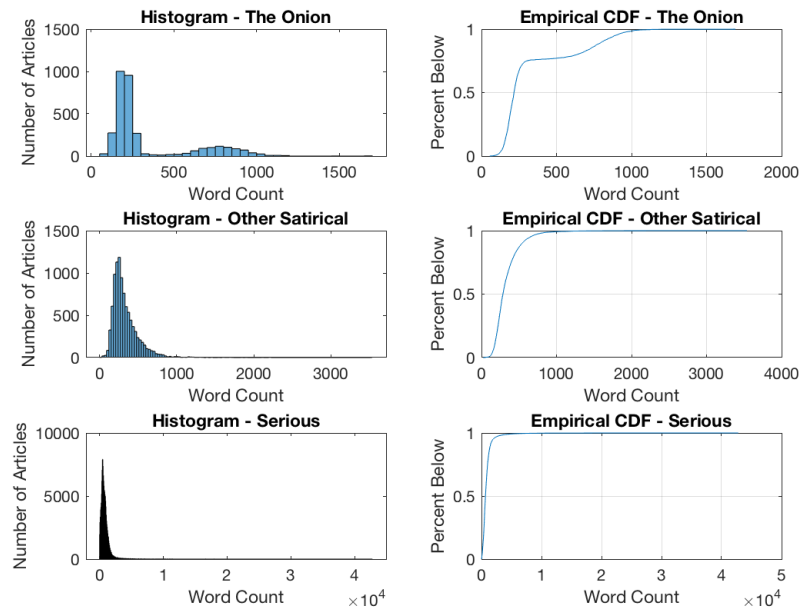 Histogram - The Onion
Number of Articles
1500
1000
500
0
0 500 1000 1500
Word Count
Empirical CDF - The Onion
Percent Below
1
0.5
0
0 500 1000 1500 2000
Word Count
Histogram - Other Satirical
Number of Articles
1500
1000
500
0
0 1000 2000 3000
Word Count
Empirical CDF - Other Satirical
Percent Below
1
0.5
0
0 1000 2000 3000 4000
Word Count
Histogram - Serious
Number of Articles
10000
5000
0
0 1 2 3 4
Word Count
×10⁴
Empirical CDF - Serious
Percent Below
1
0.5
0
0 1 2 3 4 5
Word Count
×10⁴